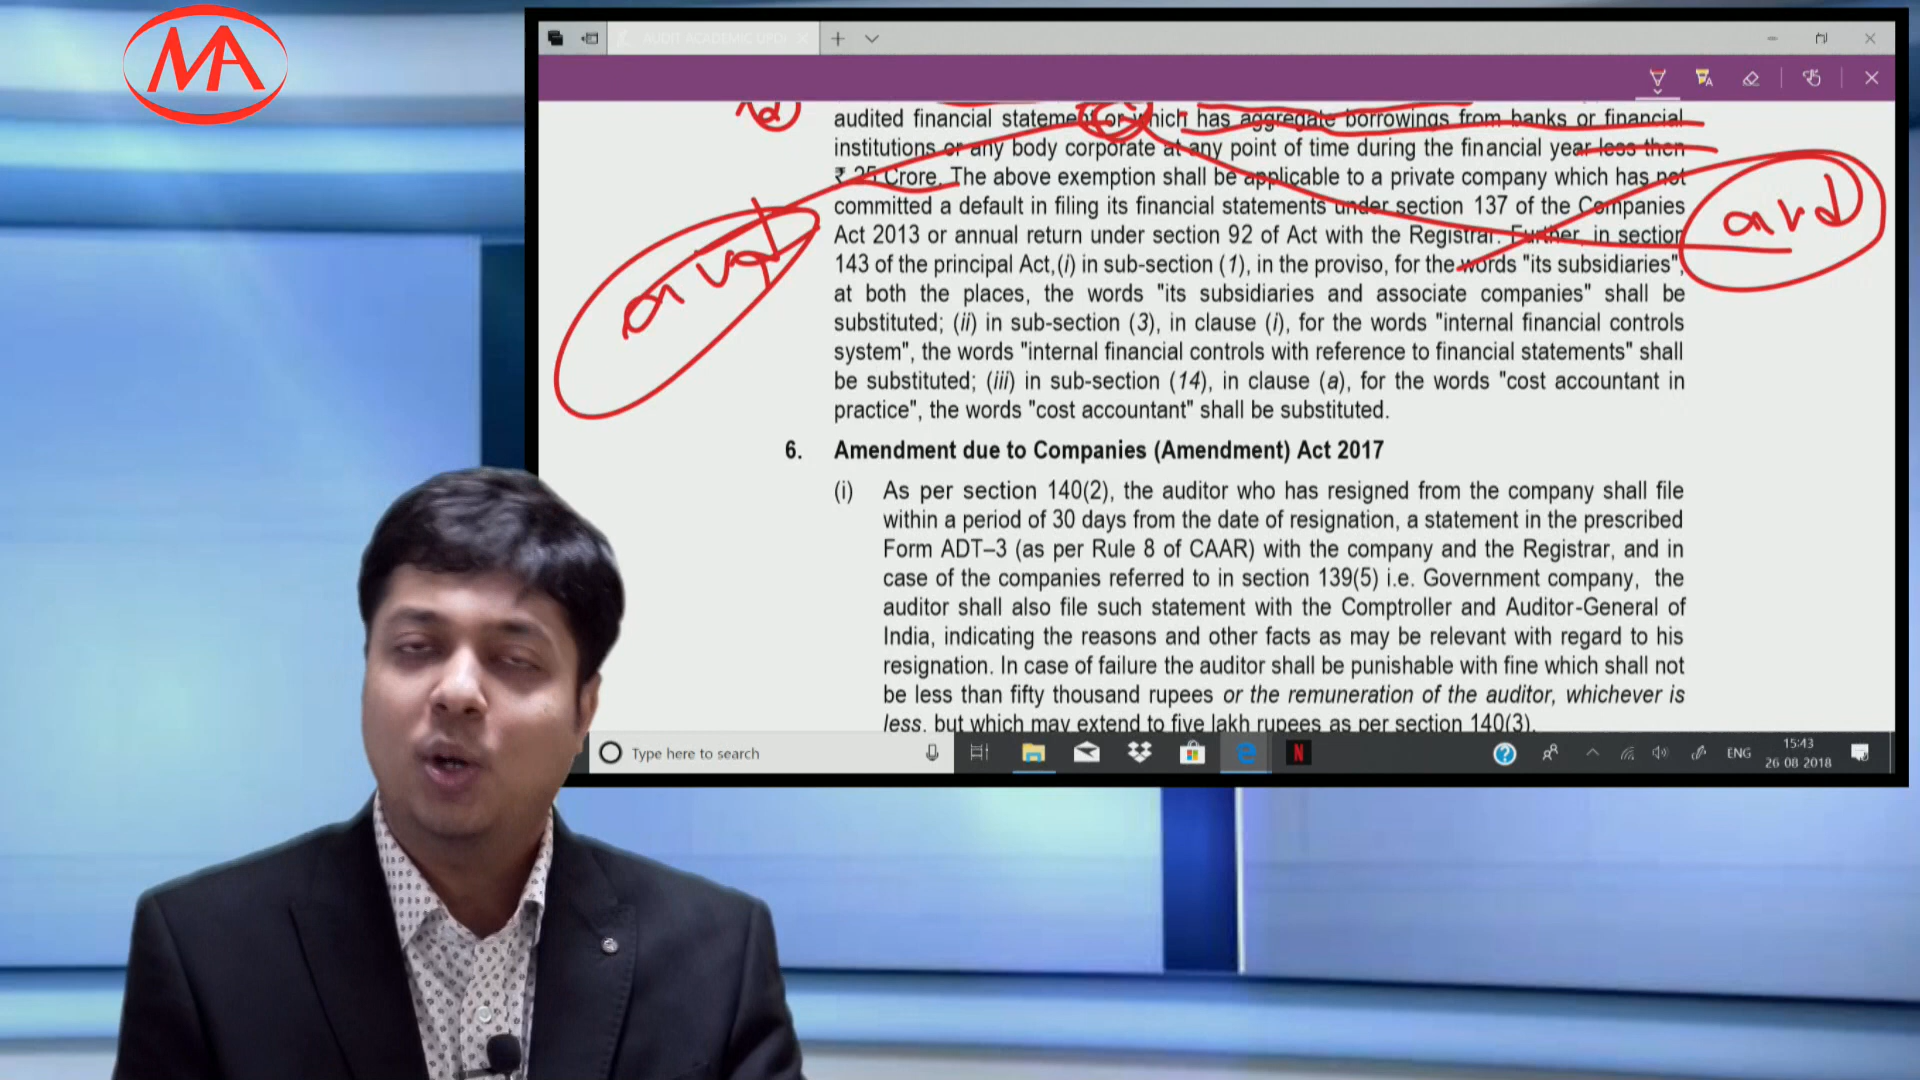 MA
AUDIT ACADEMIC UPD
audited financial statement or which has aggregate borrowings from banks or financial
institutions or any body corporate at any point of time during the financial year less then
₹ 25 Crore. The above exemption shall be applicable to a private company which has not
committed a default in filing its financial statements under section 137 of the Companies
Act 2013 or annual return under section 92 of Act with the Registrar. Further, in section
143 of the principal Act,(i) in sub-section (1), in the proviso, for the words "its subsidiaries",
at both the places, the words "its subsidiaries and associate companies" shall be
substituted; (ii) in sub-section (3), in clause (i), for the words "internal financial controls
system", the words "internal financial controls with reference to financial statements" shall
be substituted; (iii) in sub-section (14), in clause (a), for the words "cost accountant in
practice", the words "cost accountant" shall be substituted.
and
6. Amendment due to Companies (Amendment) Act 2017
(i) As per section 140(2), the auditor who has resigned from the company shall file
within a period of 30 days from the date of resignation, a statement in the prescribed
Form ADT–3 (as per Rule 8 of CAAR) with the company and the Registrar, and in
case of the companies referred to in section 139(5) i.e. Government company, the
auditor shall also file such statement with the Comptroller and Auditor-General of
India, indicating the reasons and other facts as may be relevant with regard to his
resignation. In case of failure the auditor shall be punishable with fine which shall not
be less than fifty thousand rupees or the remuneration of the auditor, whichever is
less, but which may extend to five lakh rupees as per section 140(3).
Type here to search
ENG
15:43
26 08 2018